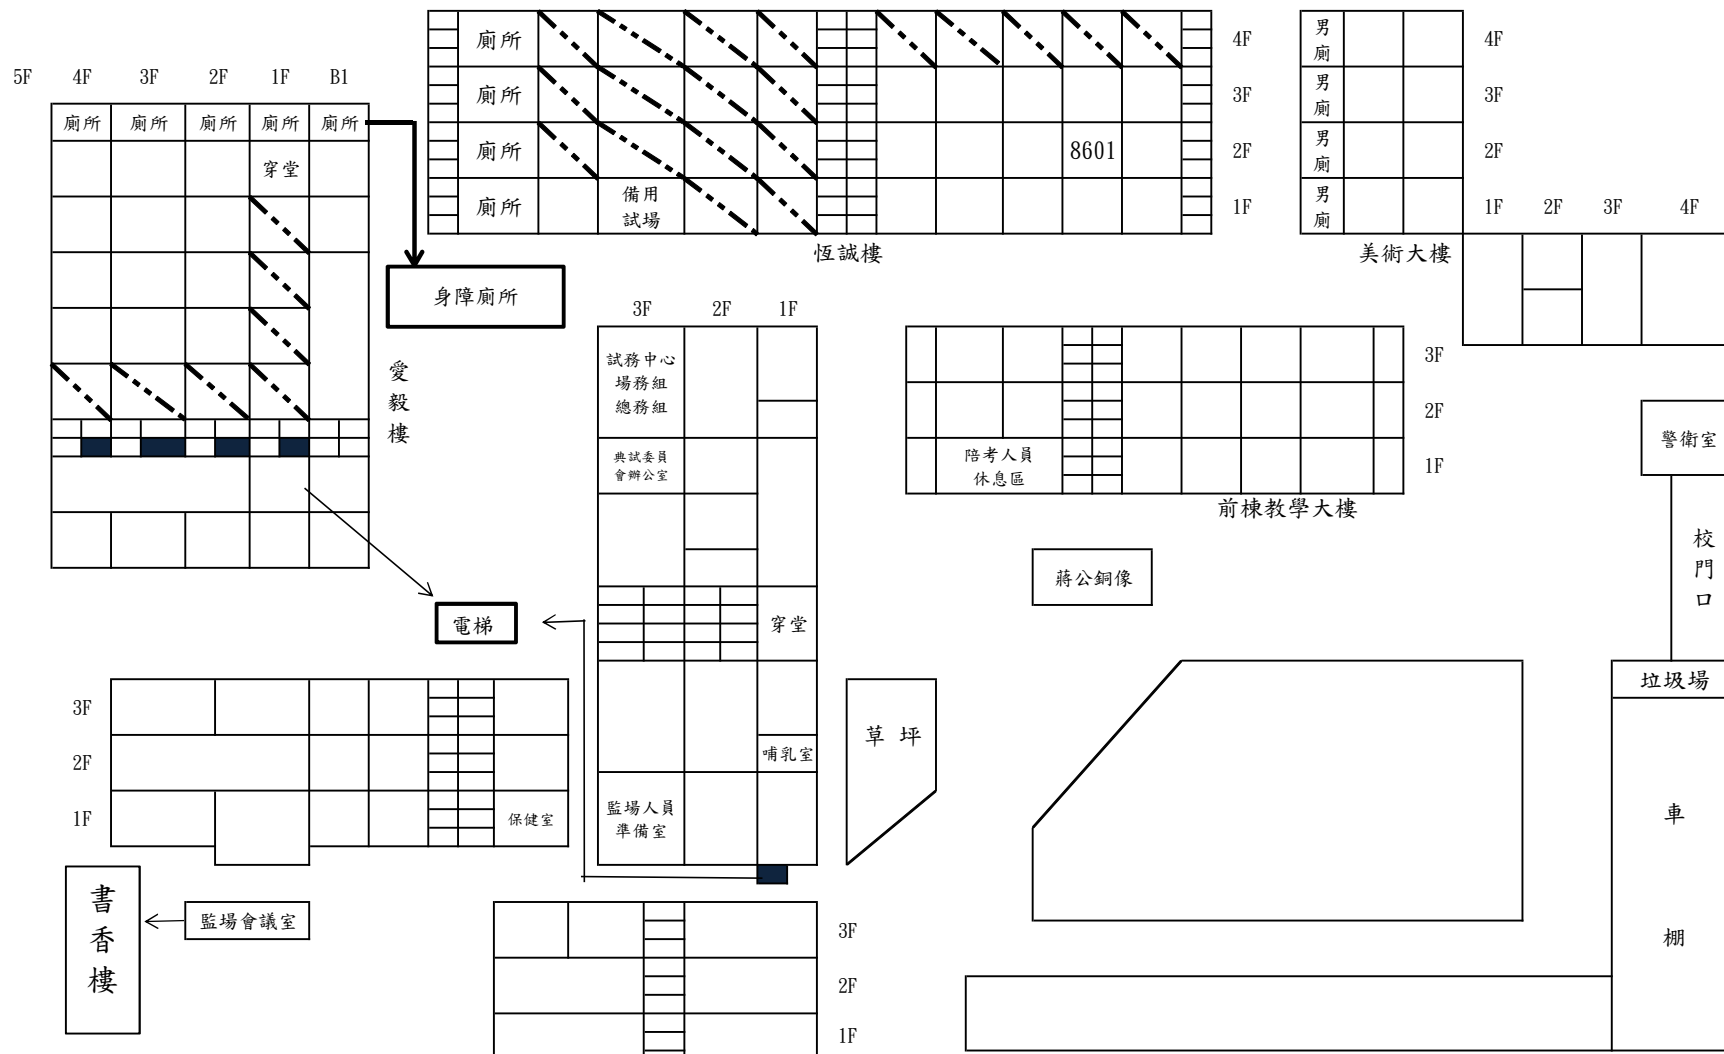 5F 4F 3F 2F 1F B1
廁所 廁所 廁所 廁所 廁所
穿堂
愛毅樓
身障廁所
廁所 4F
廁所 3F
廁所 8601 2F
廁所 備用 1F
試場
恆誠樓
男廁 4F
男廁 3F
男廁 2F
男廁 1F 2F 3F 4F
美術大樓
3F 2F 1F
試務中心
場務組
總務組
典試委員
會辦公室
穿堂
哺乳室
監場人員
準備室
電梯
3F
2F
陪考人員 1F
休息區
前棟教學大樓
警衛室
校門口
蔣公銅像
垃圾場
車棚
草坪
3F
2F
1F 保健室
書香樓
監場會議室
3F
2F
1F